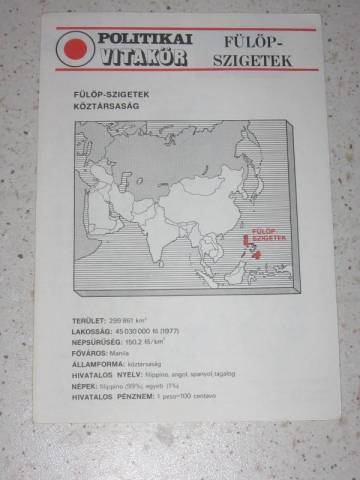 POLITIKAI
VITAKÖR
FÜLÖP-
SZIGETEK
FÜLÖP-SZIGETEK
KÖZTÁRSASÁG
FÜLÖP
SZIGETEK
TERÜLET: 299 861 km²
LAKOSSÁG: 45 030 000 fő (1977)
NÉPSŰRŰSÉG: 150,2 fő/km²
FŐVÁROS: Manila
ÁLLAMFORMA: köztársaság
HIVATALOS NYELV: filippino, angol, spanyol, tagalog
NÉPEK: filippino (99%), egyéb (1%)
HIVATALOS PÉNZNEM: 1 peso=100 centavo